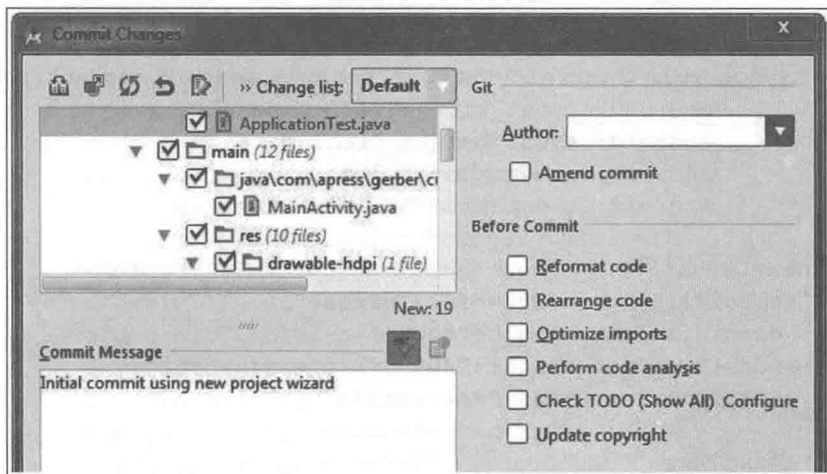 Commit Changes
x
» Change list: Default
Git
ApplicationTest.java
main (12 files)
java\com\apress\gerber\
MainActivity.java
res (10 files)
drawable-hdpi (1 file)
New: 19
Author:
Amend commit
Before Commit
Reformat code
Rearrange code
Optimize imports
Perform code analysis
Check TODO (Show All) Configure
Update copyright
Commit Message
Initial commit using new project wizard